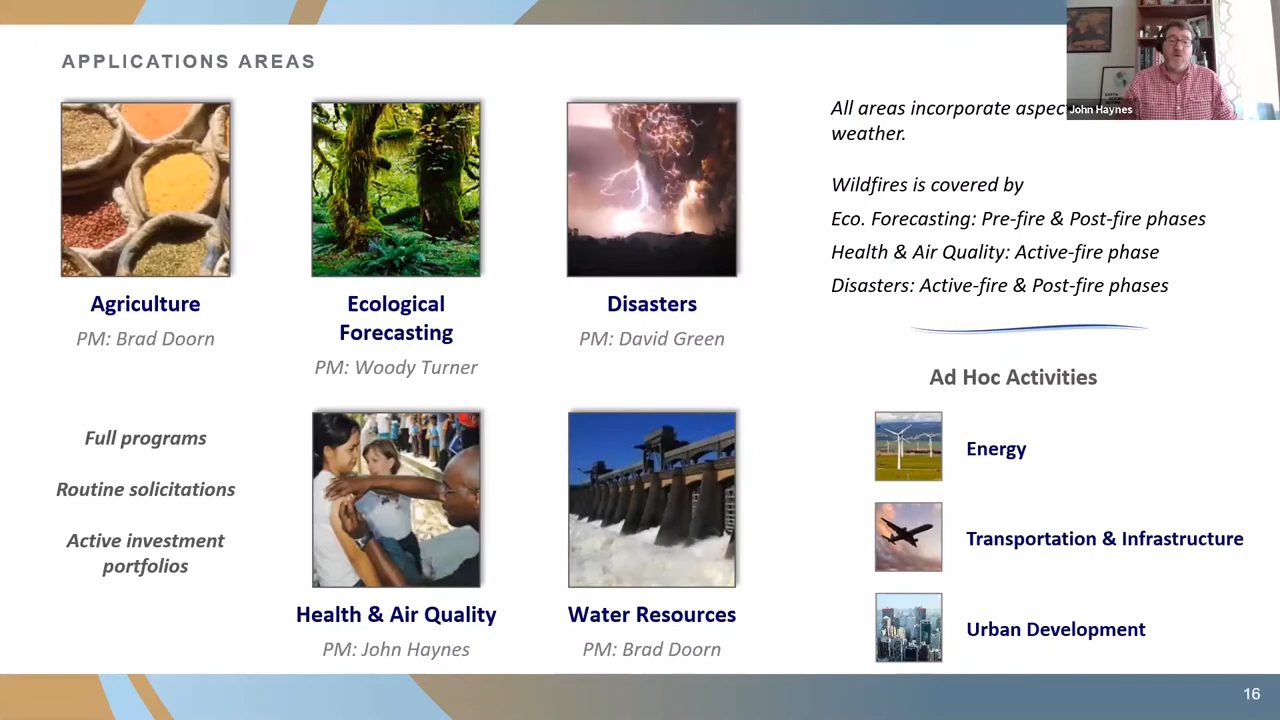 APPLICATIONS AREAS
Agriculture
PM: Brad Doorn
Ecological
Forecasting
PM: Woody Turner
Disasters
PM: David Green
Full programs
Routine solicitations
Active investment
portfolios
Health & Air Quality
PM: John Haynes
Water Resources
PM: Brad Doorn
All areas incorporate
weather.
Wildfires is covered by
Eco. Forecasting: Pre-fire & Post-fire phases
Health & Air Quality: Active-fire phase
Disasters: Active-fire & Post-fire phases
Ad Hoc Activities
Energy
Transportation & Infrastructure
Urban Development
John Haynes
16